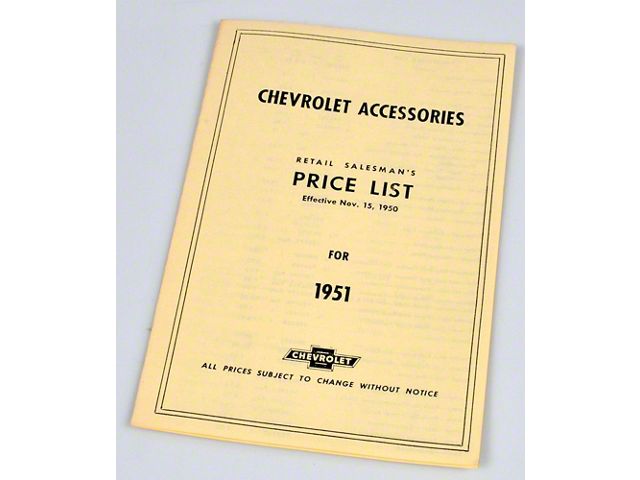 CHEVROLET ACCESSORIES
RETAIL SALESMAN'S
PRICE LIST
Effective Nov. 15, 1950
FOR
1951
CHEVROLET
ALL PRICES SUBJECT TO CHANGE WITHOUT NOTICE